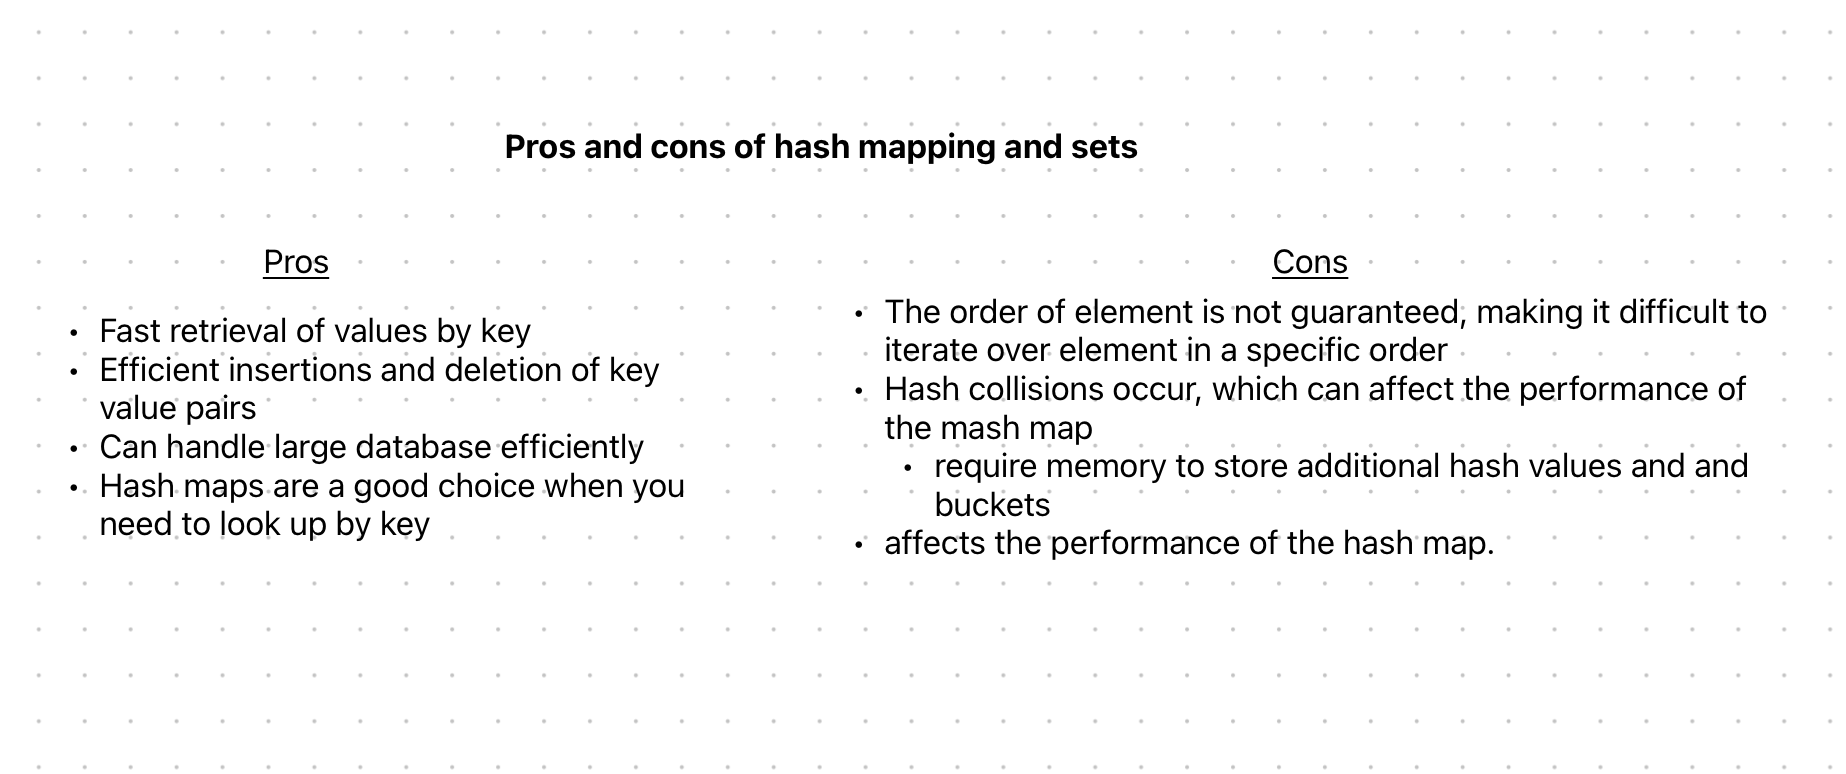 Pros and cons of hash mapping and sets
Pros
• Fast retrieval of values by key
• Efficient insertions and deletion of key
value pairs
• Can handle large database efficiently
• Hash maps are a good choice when you
need to look up by key
Cons
• The order of element is not guaranteed, making it difficult to
iterate over element in a specific order
• Hash collisions occur, which can affect the performance of
the mash map
• require memory to store additional hash values and and
buckets
• affects the performance of the hash map.